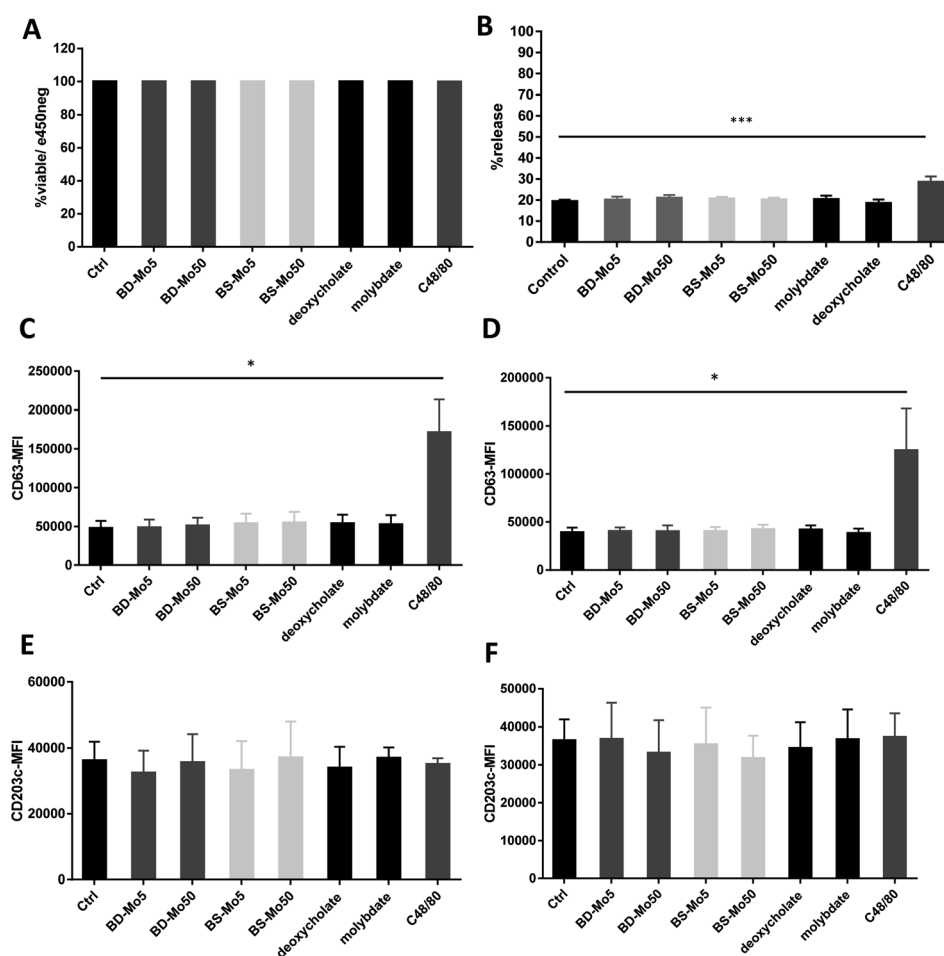 A
%viable/ e450neg
120
100
80
60
40
20
0
Ctrl
BD-Mo5
BD-Mo50
BS-Mo5
BS-Mo50
deoxycholate
molybdate
C48/80
B
%release
100
90
80
70
60
50
40
30
20
10
0
***
Control
BD-Mo5
BD-Mo50
BS-Mo5
BS-Mo50
molybdate
deoxycholate
C48/80
C
CD63-MFI
250000
200000
150000
100000
50000
0
*
Ctrl
BD-Mo5
BD-Mo50
BS-Mo5
BS-Mo50
deoxycholate
molybdate
C48/80
D
CD63-MFI
200000
150000
100000
50000
0
*
Ctrl
BD-Mo5
BD-Mo50
BS-Mo5
BS-Mo50
deoxycholate
molybdate
C48/80
E
CD203c-MFI
60000
40000
20000
0
Ctrl
BD-Mo5
BD-Mo50
BS-Mo5
BS-Mo50
deoxycholate
molybdate
C48/80
F
CD203c-MFI
50000
40000
30000
20000
10000
0
Ctrl
BD-Mo5
BD-Mo50
BS-Mo5
BS-Mo50
deoxycholate
molybdate
C48/80